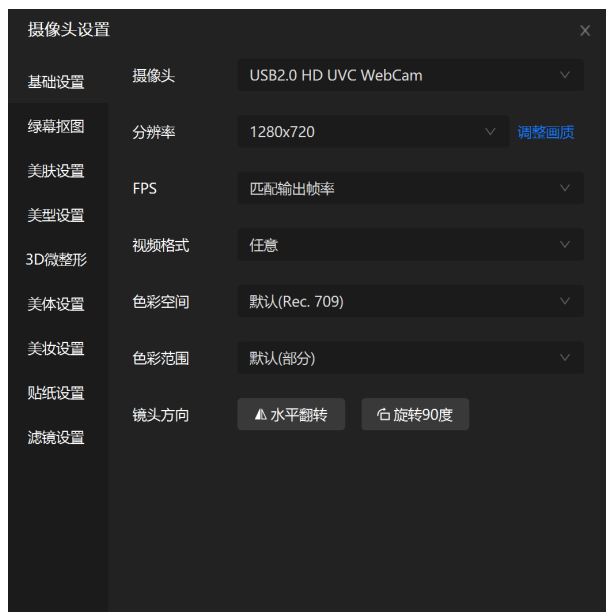 摄像头设置
基础设置
绿幕抠图
美肤设置
美型设置
3D微整形
美体设置
美妆设置
贴纸设置
滤镜设置
摄像头 USB2.0 HD UVC WebCam
分辨率 1280x720 调整画质
FPS 匹配输出帧率
视频格式 任意
色彩空间 默认(Rec. 709)
色彩范围 默认(部分)
镜头方向 水平翻转 旋转90度